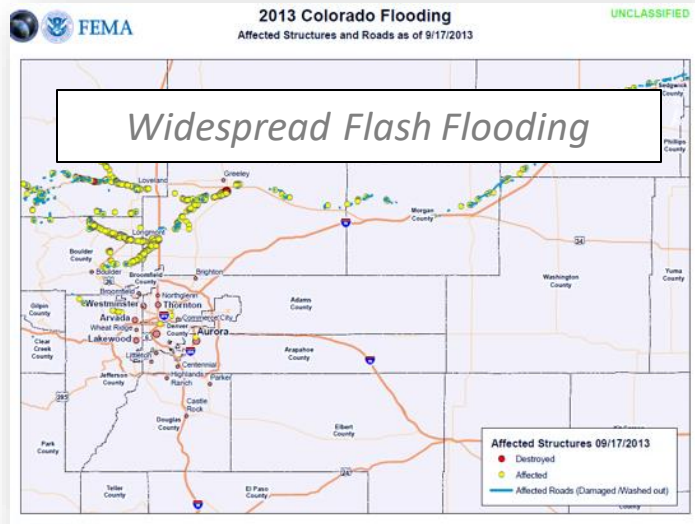 FEMA
2013 Colorado Flooding
Affected Structures and Roads as of 9/17/2013
UNCLASSIFIED
Widespread Flash Flooding
Sedgwick
County
Phillips
County
Loveland
Greeley
Morgan
County
Longmont
Boulder
County
Boulder
Broomfield
County
Brighton
Washington
County
Yuma
County
Gilpin
County
Broomfield
Northglenn
Westminster
Thornton
Adams
County
Arvada
Commerce City
Wheat Ridge
Denver
County
Aurora
Clear
Creek
County
Lakewood
Arapahoe
County
Littleton
Centennial
Jefferson
County
Highlands
Ranch
Parker
285
Castle
Rock
Douglas
County
Elbert
County
Park
County
Teller
County
El Paso
County
24
Affected Structures 09/17/2013
Destroyed
Affected
Affected Roads (Damaged /Washed out)
County